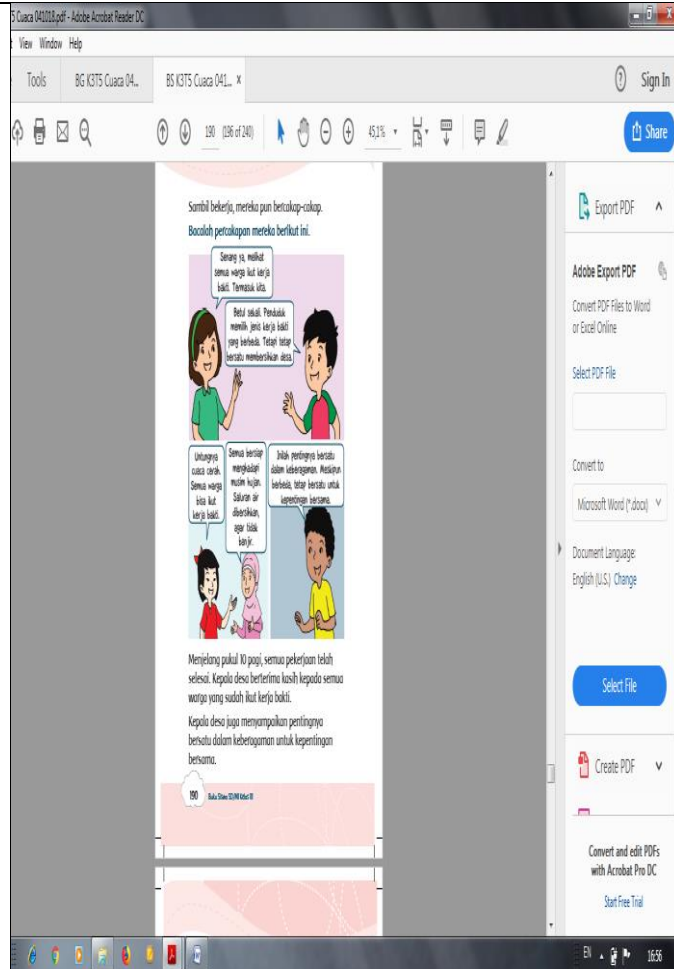 5 Cuaca 041018.pdf - Adobe Acrobat Reader DC
View Window Help
Tools BG K3T5 Cuaca 04... BS K3T5 Cuaca 041... x
Sign In
190 (196 of 240) 45,1%
Share
Sambil bekerja, mereka pun bercakap-cakap.
Bacalah percakapan mereka berikut ini.
Senang ya, melihat
semua warga ikut kerja
bakti. Termasuk kita.
Betul sekali. Penduduk
memilih jenis kerja bakti
yang berbeda. Tetapi tetap
bersatu membersihkan desa.
Untungnya
cuaca cerah.
Semua warga
bisa ikut
kerja bakti.
Semua bersiap
menghadapi
musim hujan.
Saluran air
dibersihkan,
agar tidak
banjir.
Inilah pentingnya bersatu
dalam keberagaman. Meskipun
berbeda, tetap bersatu untuk
kepentingan bersama.
Menjelang pukul 10 pagi, semua pekerjaan telah
selesai. Kepala desa berterima kasih kepada semua
warga yang sudah ikut kerja bakti.
Kepala desa juga menyampaikan pentingnya
bersatu dalam keberagaman untuk kepentingan
bersama.
190 Buku Siswa SD/MI Kelas III
Export PDF
Adobe Export PDF
Convert PDF Files to Word
or Excel Online
Select PDF File
Convert to
Microsoft Word (*.docx)
Document Language:
English (U.S.) Change
Select File
Create PDF
Convert and edit PDFs
with Acrobat Pro DC
Start Free Trial
EN 16:56